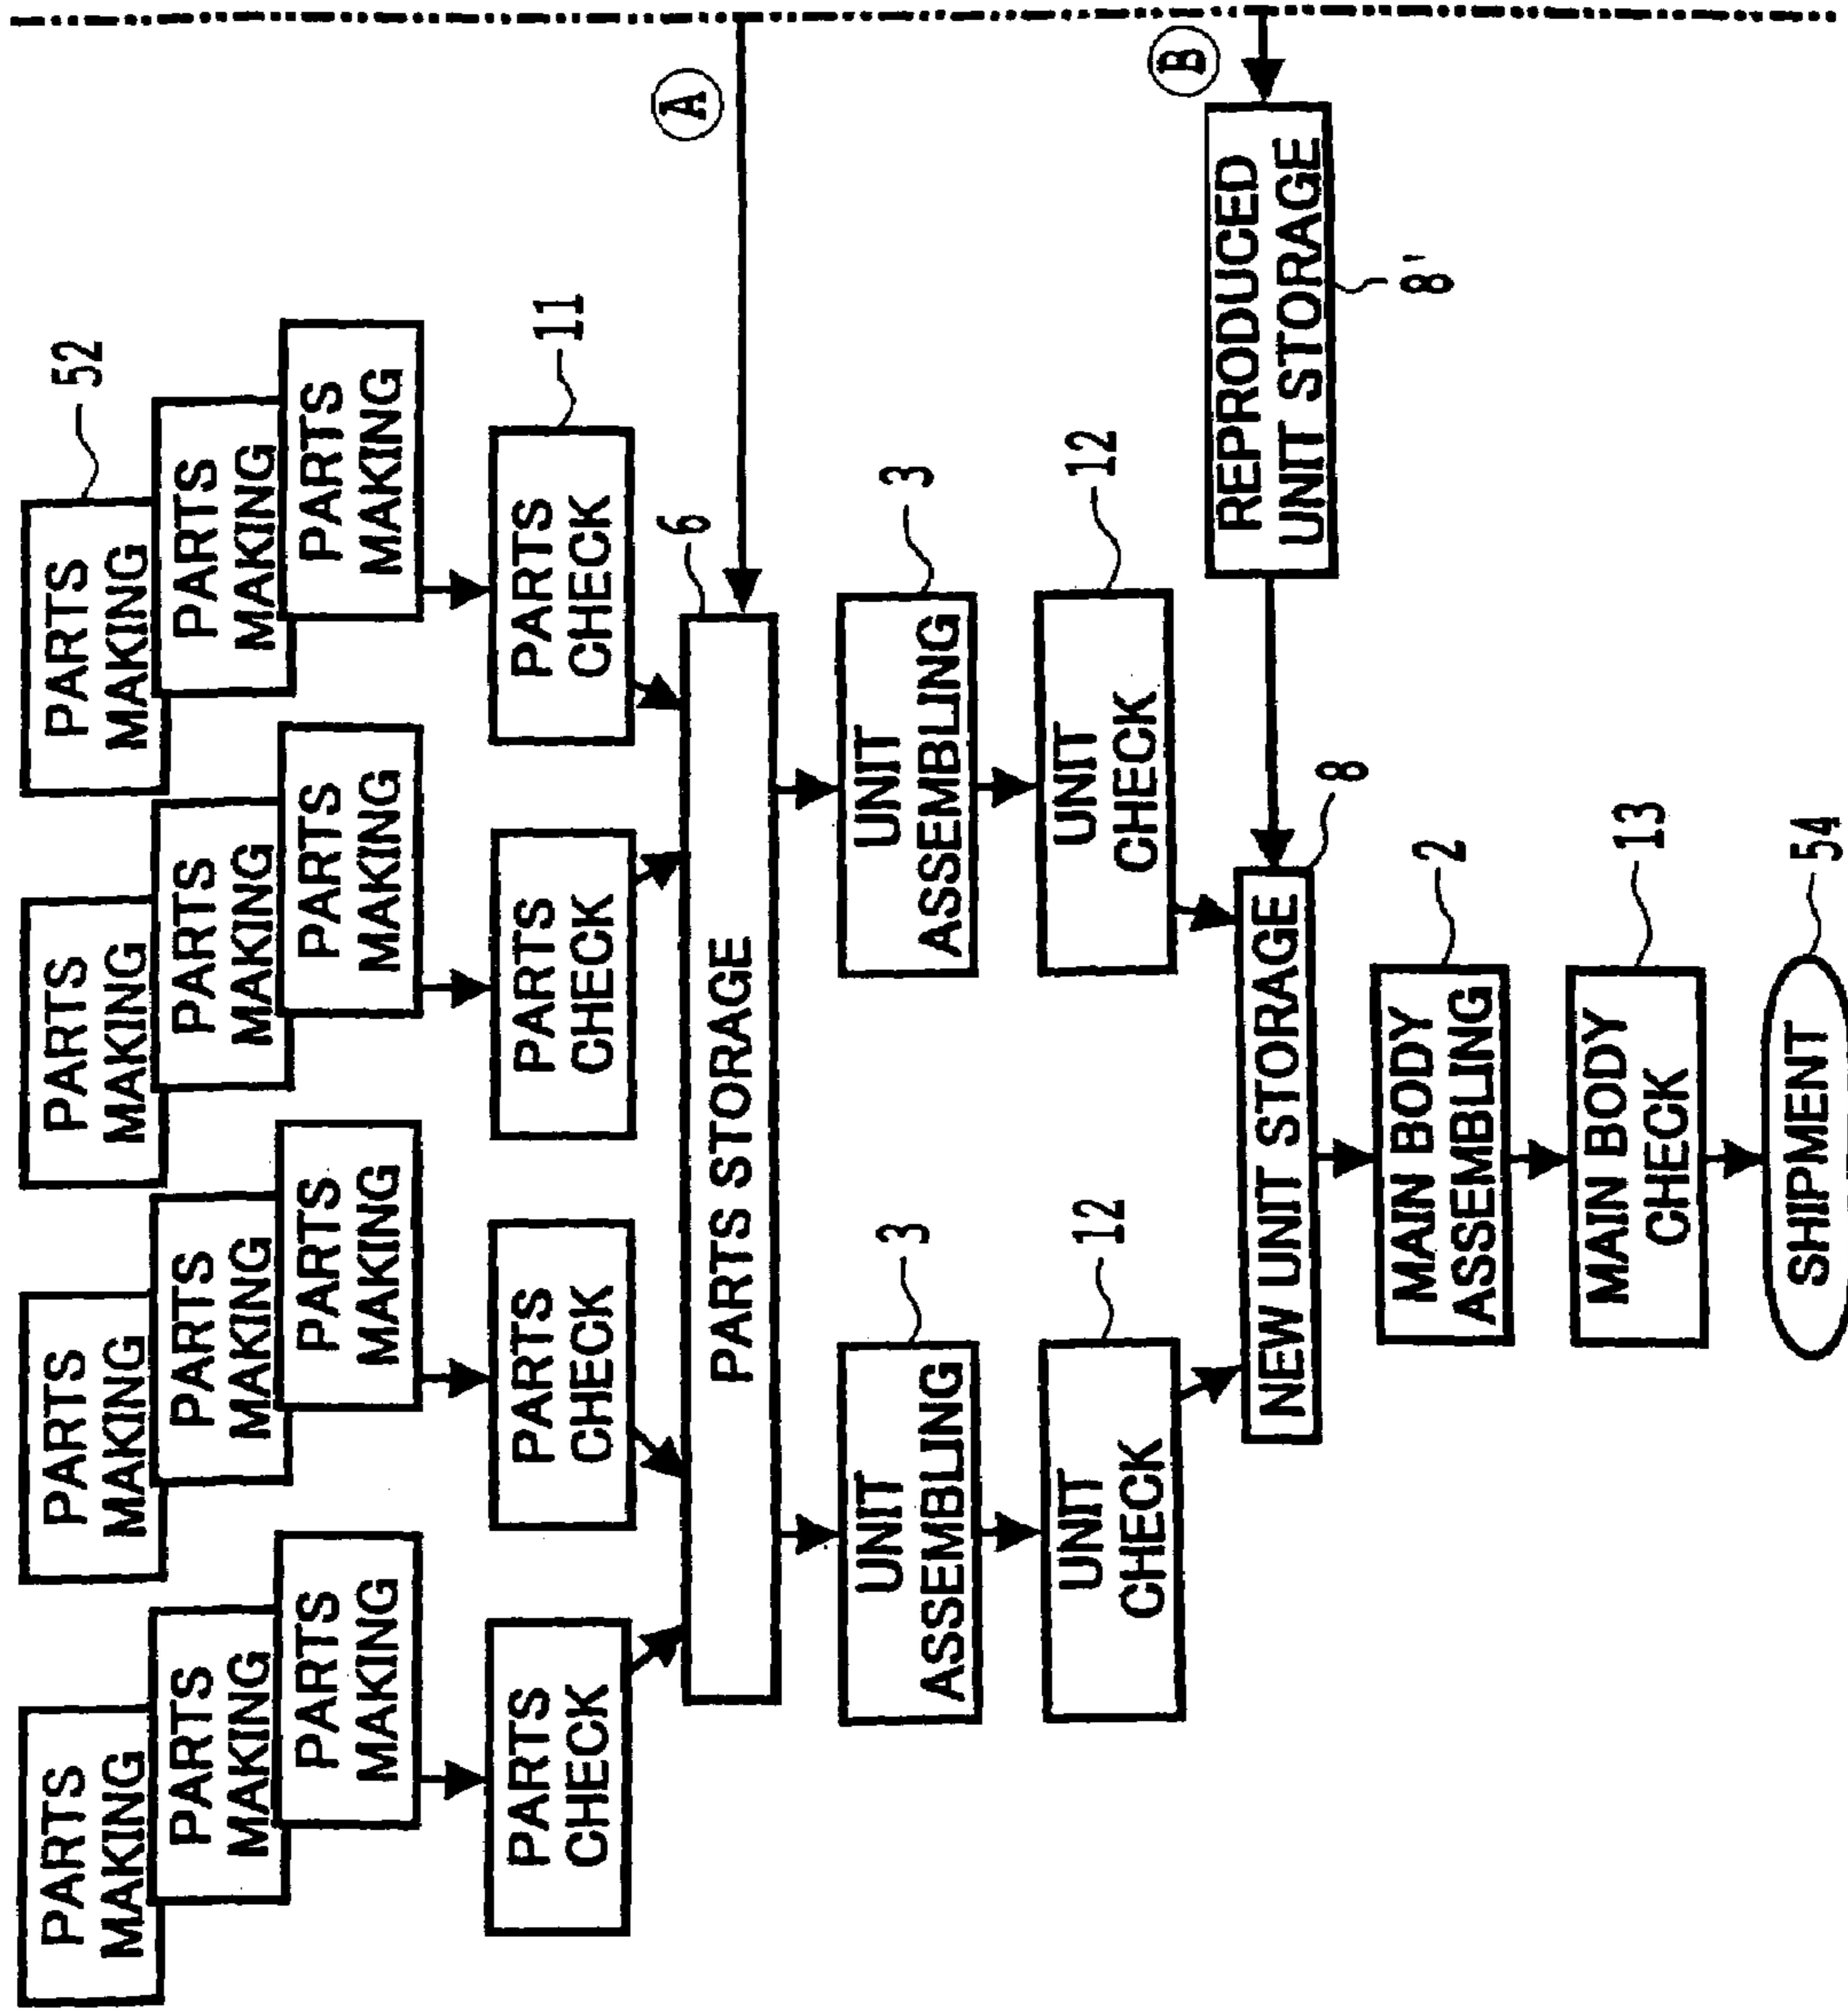 PARTS
MAKING
PARTS
MAKING
PARTS
MAKING
PARTS
MAKING
PARTS
MAKING
PARTS
MAKING
PARTS
MAKING
PARTS
MAKING
PARTS
MAKING
PARTS
MAKING
PARTS
MAKING
PARTS
MAKING
52
PARTS
CHECK
PARTS
CHECK
PARTS
CHECK
PARTS
CHECK
11
PARTS STORAGE
6
A
UNIT
ASSEMBLING
3
UNIT
ASSEMBLING
3
UNIT
CHECK
12
UNIT
CHECK
12
B
REPRODUCED
UNIT STORAGE
8'
NEW UNIT STORAGE
8
MAIN BODY
ASSEMBLING
2
MAIN BODY
CHECK
13
SHIPMENT
54